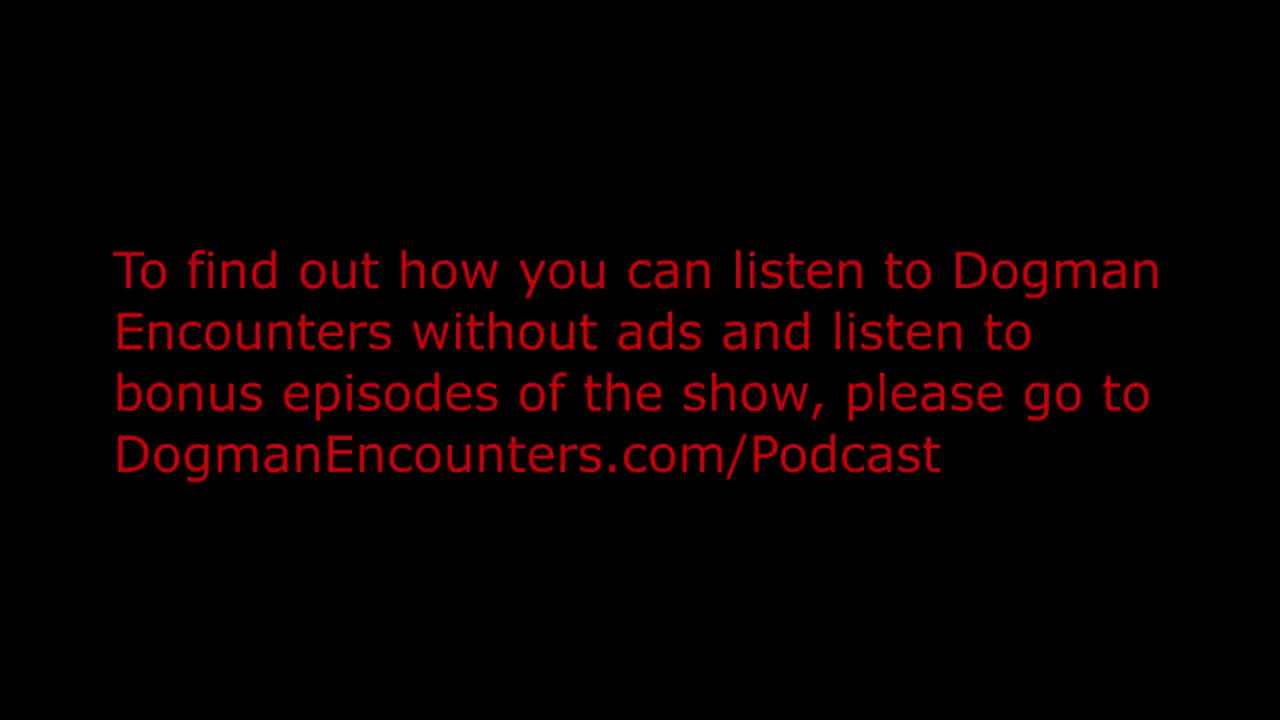 To find out how you can listen to Dogman
Encounters without ads and listen to
bonus episodes of the show, please go to
DogmanEncounters.com/Podcast